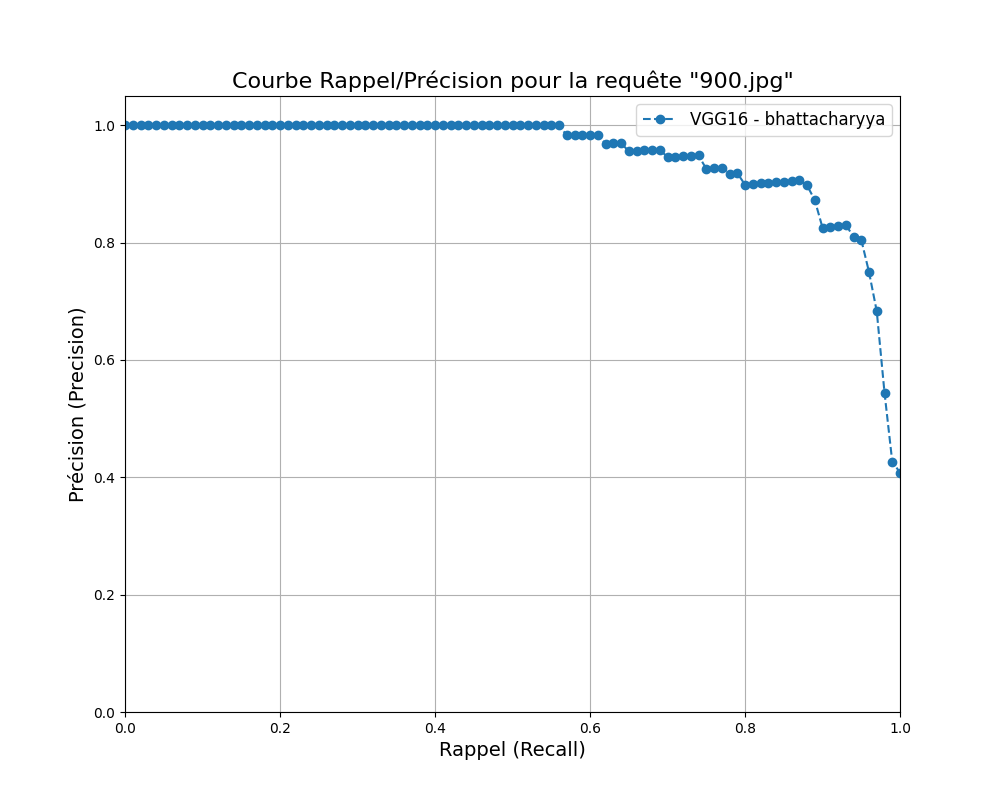 Courbe Rappel/Précision pour la requête "900.jpg"
VGG16 - bhattacharyya
1.0
0.8
0.6
0.4
0.2
0.0
Précision (Precision)
0.0 0.2 0.4 0.6 0.8 1.0
Rappel (Recall)